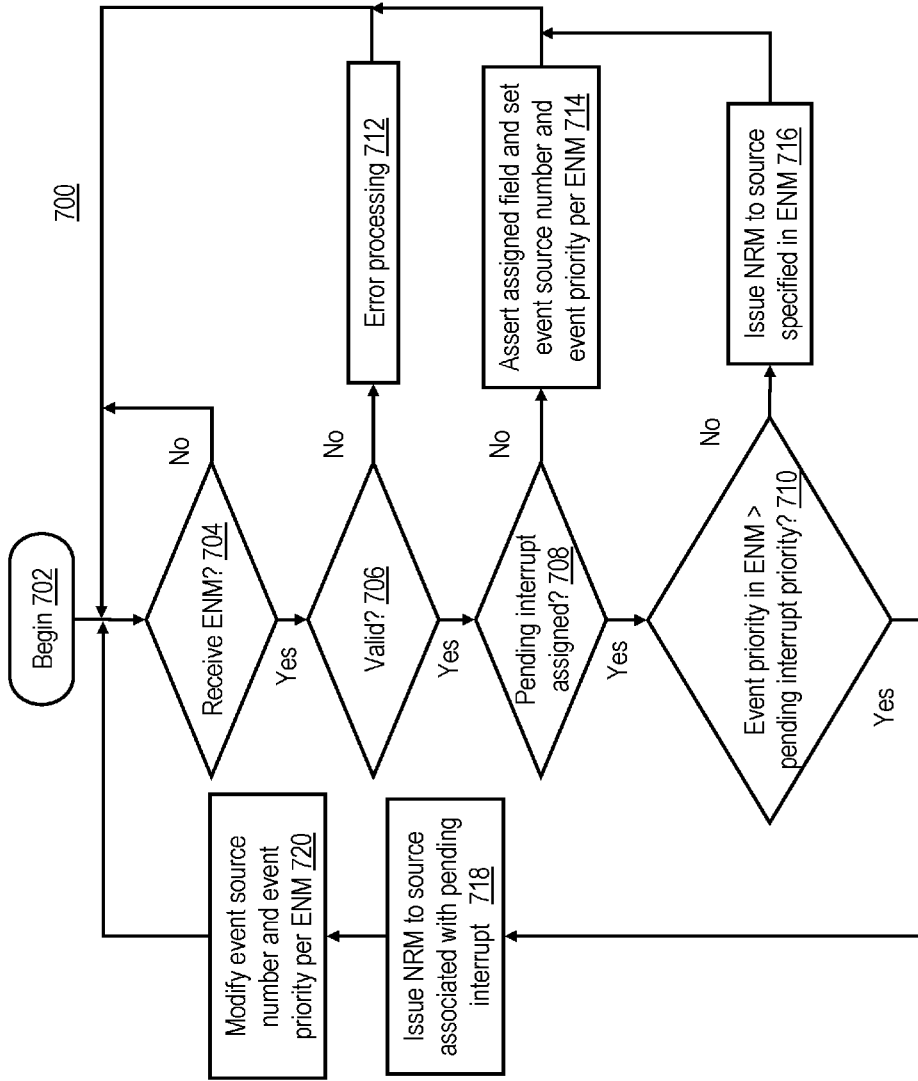 700
Begin 702
Receive ENM? 704
No
Yes
Valid? 706
No
Yes
Error processing 712
Pending interrupt
assigned? 708
No
Yes
Assert assigned field and set
event source number and
event priority per ENM 714
Event priority in ENM >
pending interrupt priority? 710
No
Yes
Issue NRM to source
specified in ENM 716
Issue NRM to source
associated with pending
interrupt 718
Modify event source
number and event
priority per ENM 720